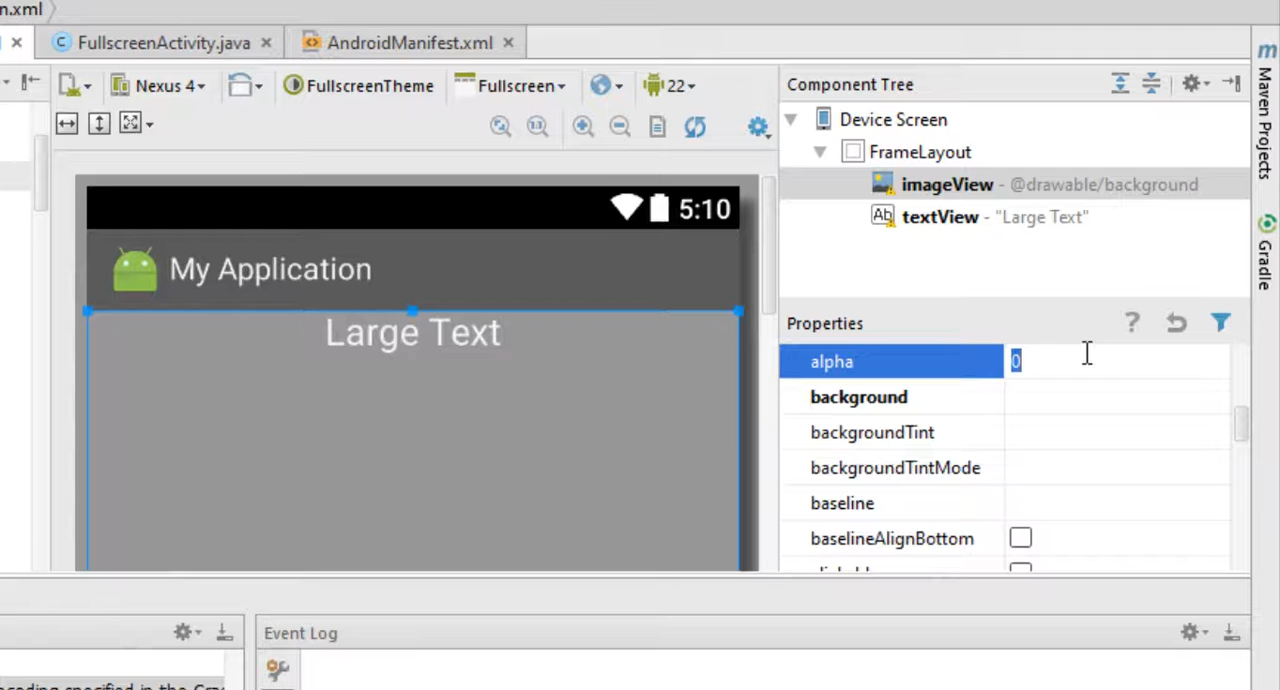 n.xml
FullscreenActivity.java
AndroidManifest.xml
Nexus 4
FullscreenTheme
Fullscreen
22
Component Tree
Device Screen
FrameLayout
imageView - @drawable/background
textView - "Large Text"
5:10
My Application
Large Text
Properties
alpha
0
background
backgroundTint
backgroundTintMode
baseline
baselineAlignBottom
Event Log
Maven Projects
Gradle